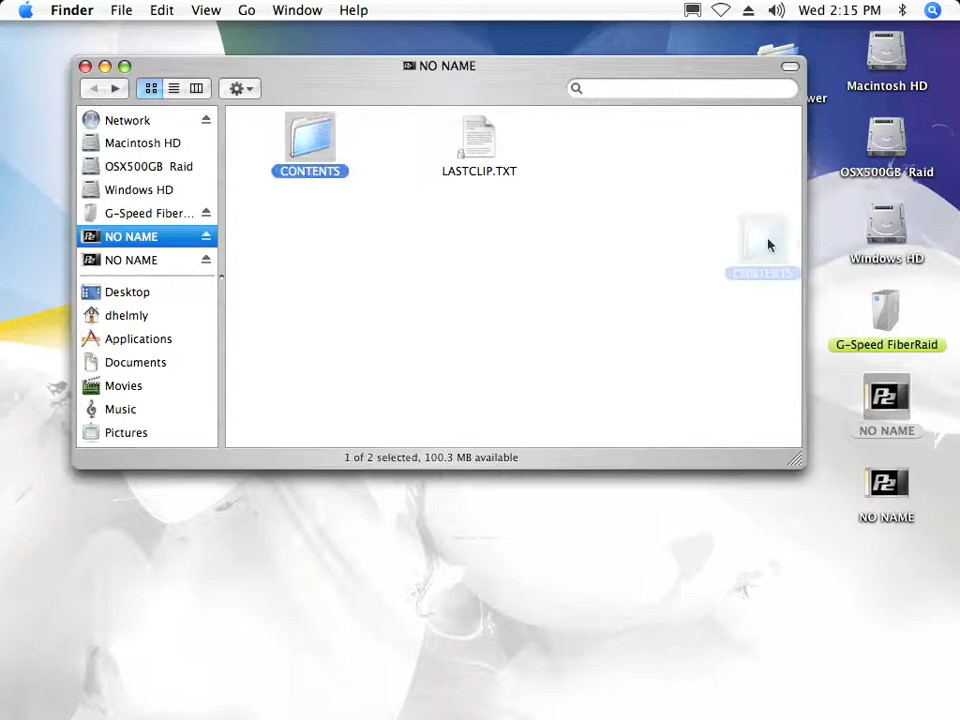 Finder File Edit View Go Window Help Wed 2:15 PM
NO NAME
Network
Macintosh HD
OSX500GB Raid
Windows HD
G-Speed Fiber...
NO NAME
NO NAME
Desktop
dhelmly
Applications
Documents
Movies
Music
Pictures
CONTENTS
LASTCLIP.TXT
CONTENTS
1 of 2 selected, 100.3 MB available
Macintosh HD
OSX500GB Raid
Windows HD
G-Speed FiberRaid
P2
NO NAME
P2
NO NAME